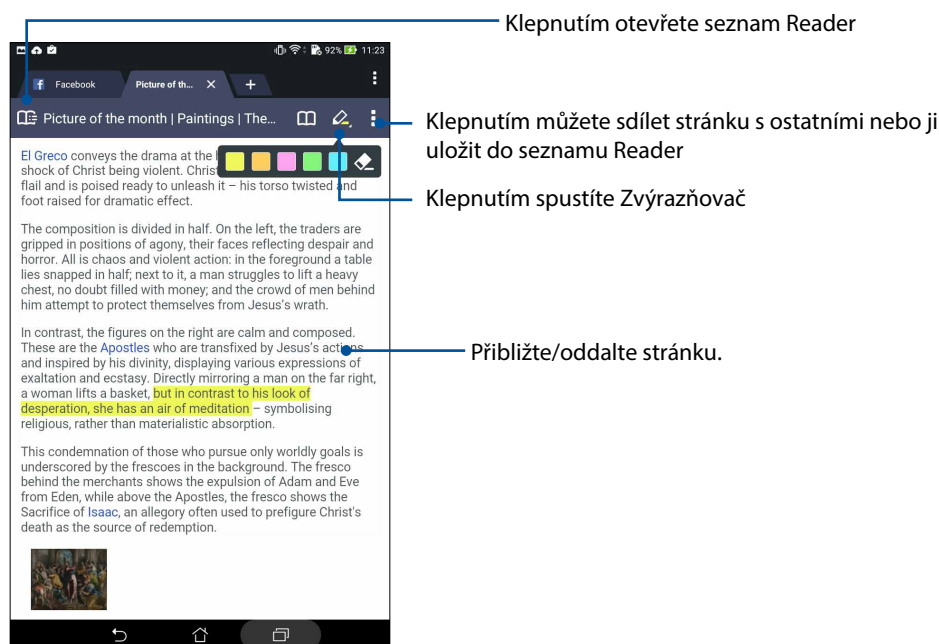 Klepnutím otevřete seznam Reader
92% 11:23
Facebook
Picture of th...
Picture of the month | Paintings | The...
Klepnutím můžete sdílet stránku s ostatními nebo ji
uložit do seznamu Reader
Klepnutím spustíte Zvýrazňovač
El Greco conveys the drama at the
shock of Christ being violent. Christ
flail and is poised ready to unleash it – his torso twisted and
foot raised for dramatic effect.
The composition is divided in half. On the left, the traders are
gripped in positions of agony, their faces reflecting despair and
horror. All is chaos and violent action: in the foreground a table
lies snapped in half; next to it, a man struggles to lift a heavy
chest, no doubt filled with money; and the crowd of men behind
him attempt to protect themselves from Jesus's wrath.
In contrast, the figures on the right are calm and composed.
These are the Apostles who are transfixed by Jesus's actions
and inspired by his divinity, displaying various expressions of
exaltation and ecstasy. Directly mirroring a man on the far right,
a woman lifts a basket, but in contrast to his look of
desperation, she has an air of meditation – symbolising
religious, rather than materialistic absorption.
Přibližte/oddalte stránku.
This condemnation of those who pursue only worldly goals is
underscored by the frescoes in the background. The fresco
behind the merchants shows the expulsion of Adam and Eve
from Eden, while above the Apostles, the fresco shows the
Sacrifice of Isaac, an allegory often used to prefigure Christ's
death as the source of redemption.